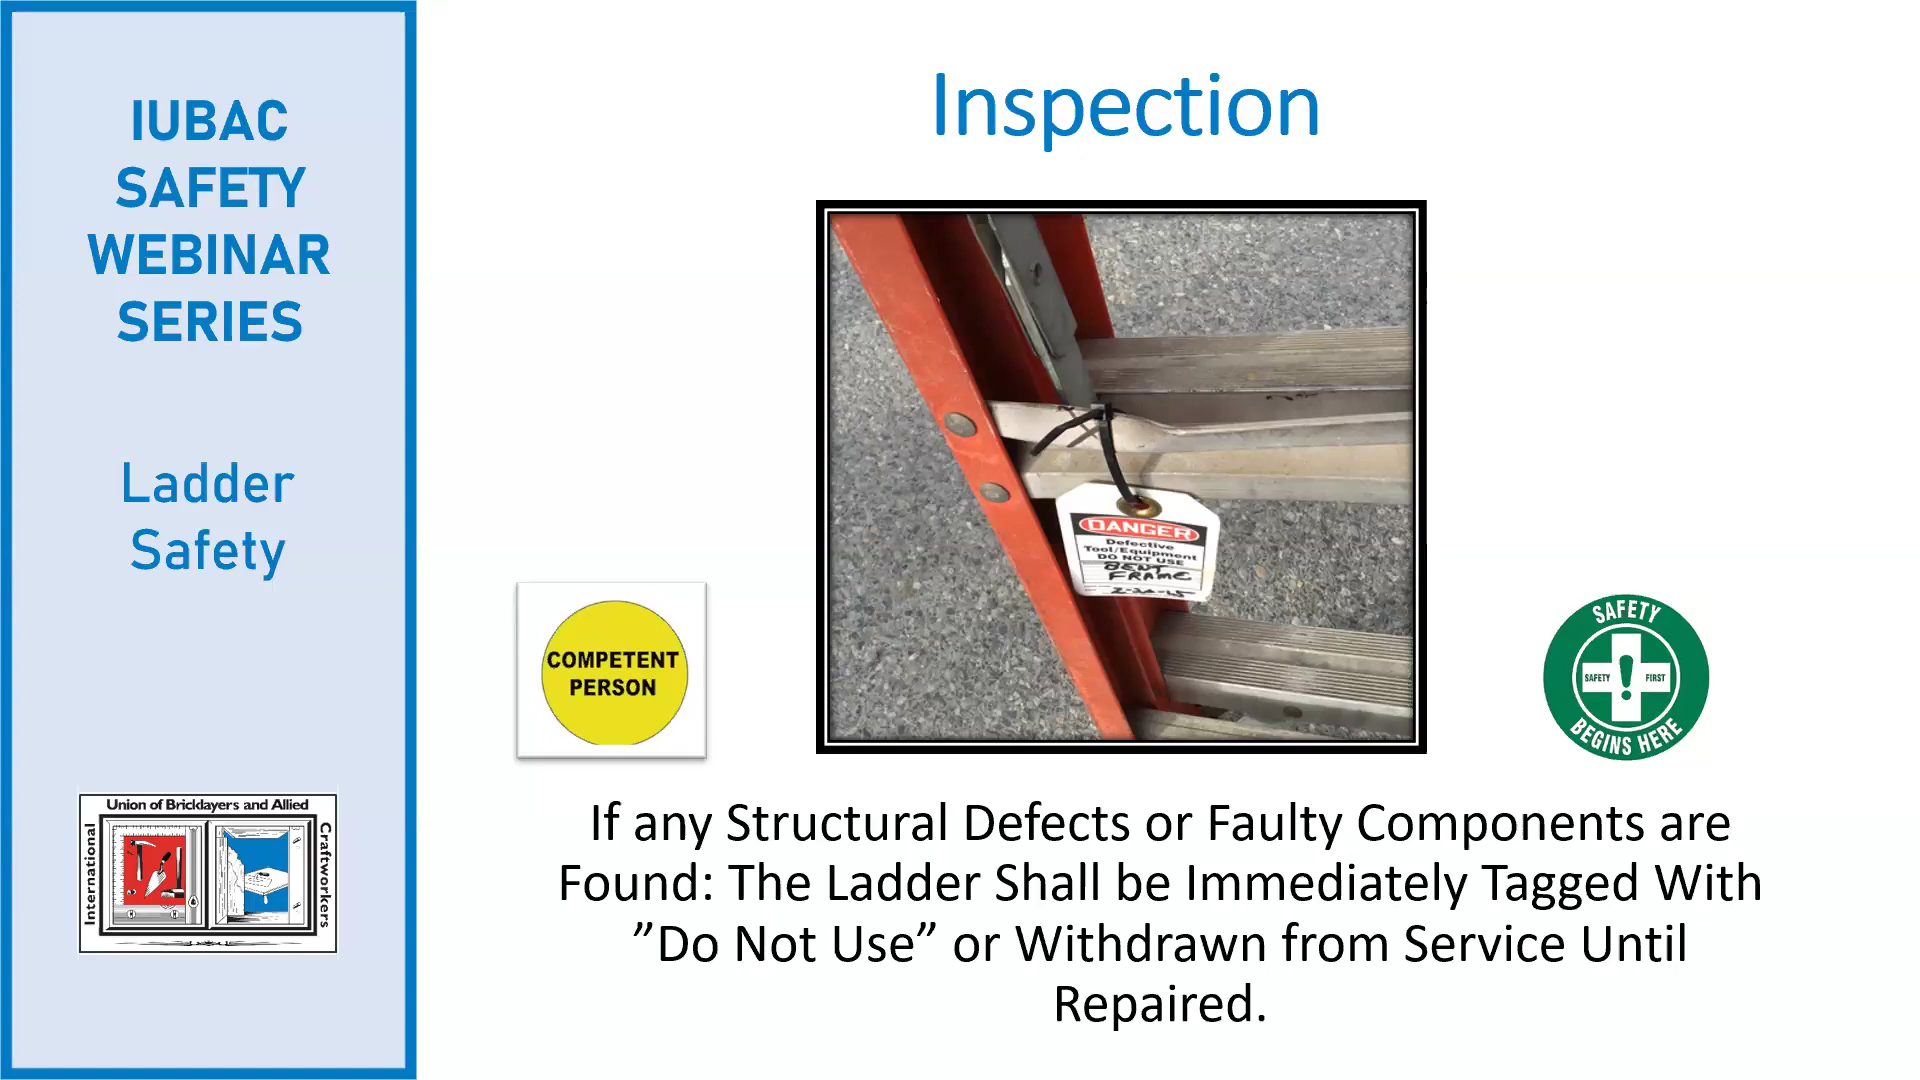 IUBAC
SAFETY
WEBINAR
SERIES
Ladder
Safety
Union of Bricklayers and Allied
International
Craftworkers
Inspection
DANGER
Defective
Tool/Equipment
DO NOT USE
BENT
FRAME
COMPETENT
PERSON
SAFETY
SAFETY FIRST
BEGINS HERE
If any Structural Defects or Faulty Components are
Found: The Ladder Shall be Immediately Tagged With
”Do Not Use” or Withdrawn from Service Until
Repaired.